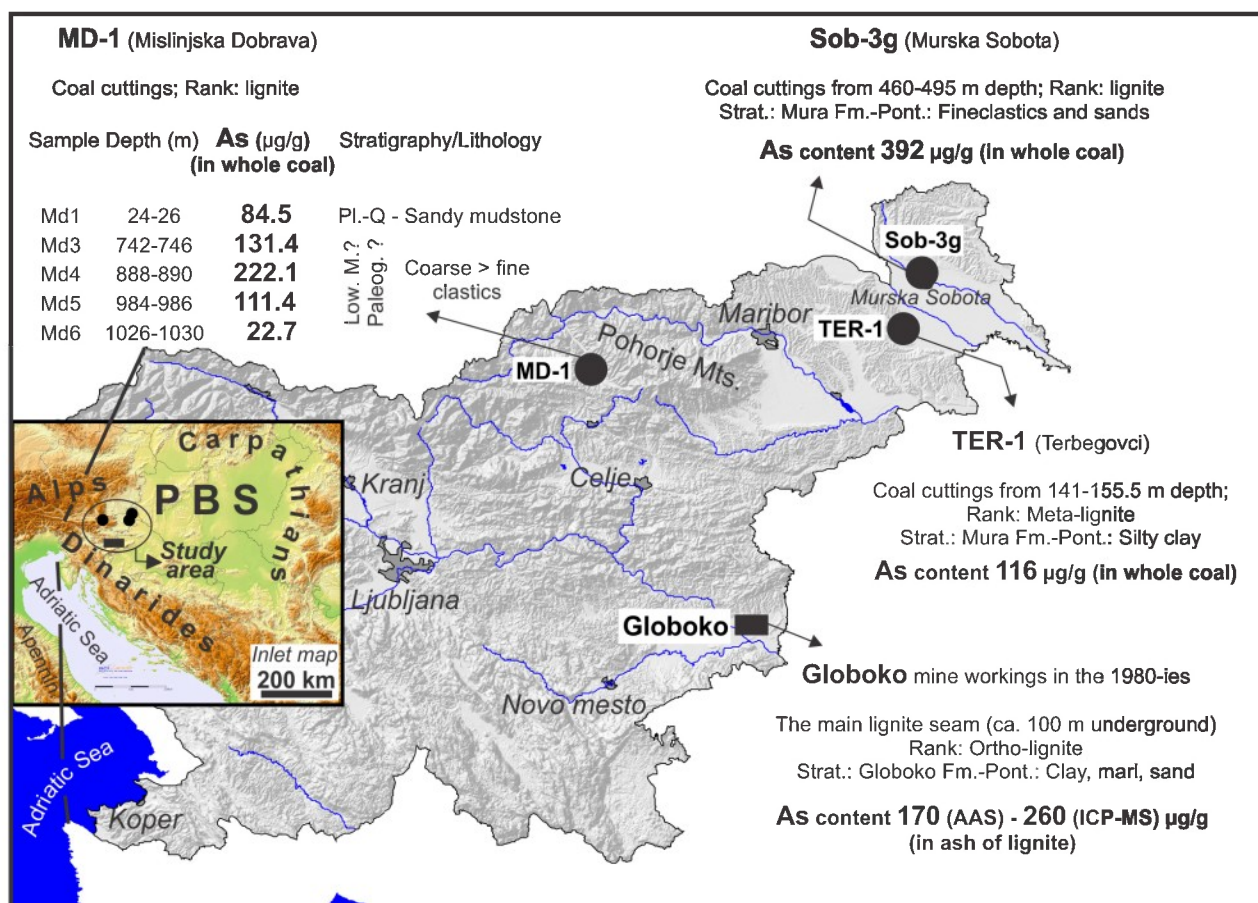 MD-1 (Mislinjska Dobrava)
Coal cuttings; Rank: lignite
Sample Depth (m) As (µg/g) Stratigraphy/Lithology
(in whole coal)
Md1 24-26 84.5 Pl.-Q - Sandy mudstone
Md3 742-746 131.4
Md4 888-890 222.1
Md5 984-986 111.4
Md6 1026-1030 22.7
Low. M.?
Paleog. ?
Coarse > fine
clastics
Sob-3g (Murska Sobota)
Coal cuttings from 460-495 m depth; Rank: lignite
Strat.: Mura Fm.-Pont.: Fineclastics and sands
As content 392 µg/g (in whole coal)
Sob-3g
Murska Sobota
TER-1
Maribor
Pohorje Mts.
MD-1
TER-1 (Terbegovci)
Coal cuttings from 141-155.5 m depth;
Rank: Meta-lignite
Strat.: Mura Fm.-Pont.: Silty clay
As content 116 µg/g (in whole coal)
Kranj
Celje
Ljubljana
Globoko
Novo mesto
Koper
Adriatic Sea
Globoko mine workings in the 1980-ies
The main lignite seam (ca. 100 m underground)
Rank: Ortho-lignite
Strat.: Globoko Fm.-Pont.: Clay, marl, sand
As content 170 (AAS) - 260 (ICP-MS) µg/g
(in ash of lignite)
Carpathians
Alps
PBS
Study
area
Dinarides
Adriatic Sea
Apennin
Inlet map
200 km